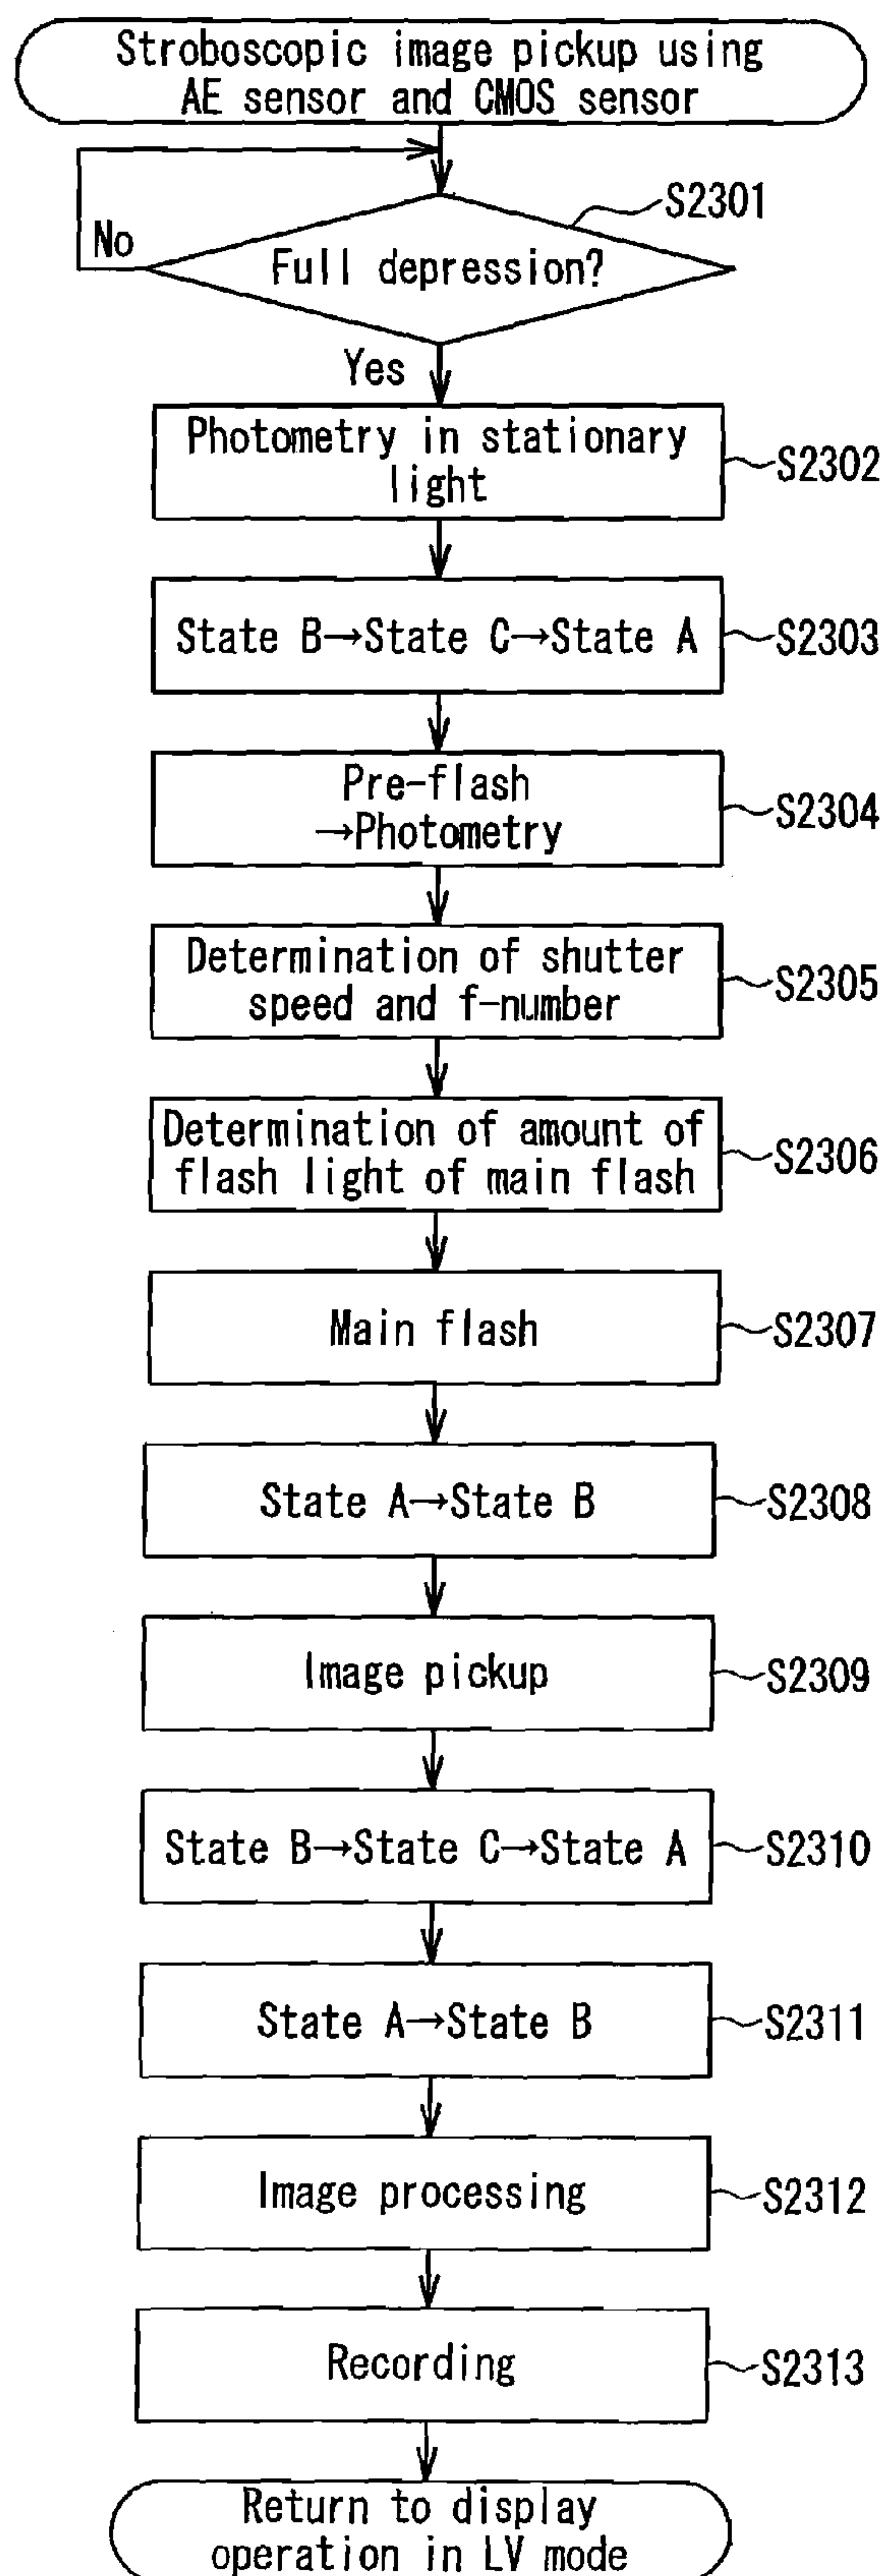 Stroboscopic image pickup using
AE sensor and CMOS sensor
S2301
No
Full depression?
Yes
Photometry in stationary
light
S2302
State B→State C→State A
S2303
Pre-flash
→Photometry
S2304
Determination of shutter
speed and f-number
S2305
Determination of amount of
flash light of main flash
S2306
Main flash
S2307
State A→State B
S2308
Image pickup
S2309
State B→State C→State A
S2310
State A→State B
S2311
Image processing
S2312
Recording
S2313
Return to display
operation in LV mode